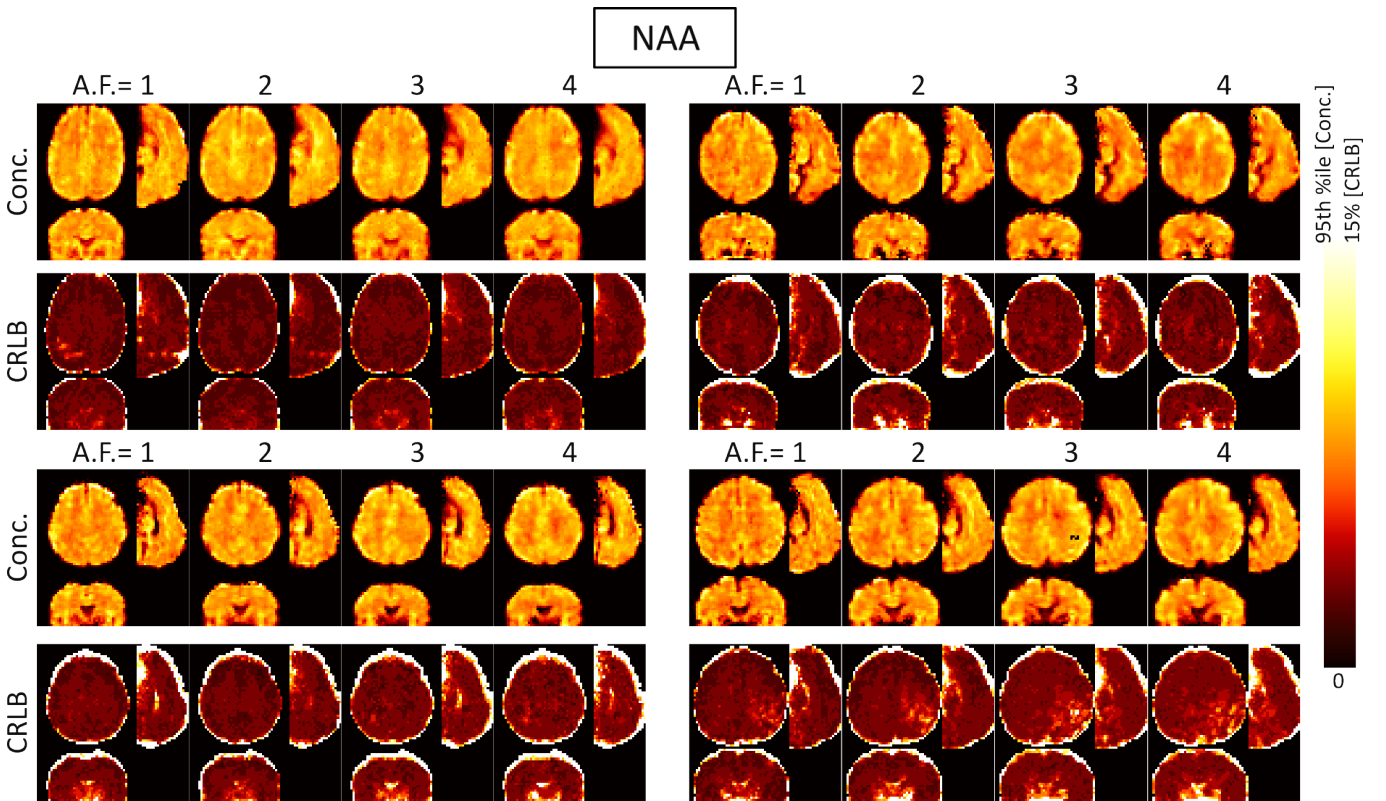 NAA
A.F.= 1 2 3 4 A.F.= 1 2 3 4
Conc.
CRLB
95th %ile [Conc.]
15% [CRLB]
A.F.= 1 2 3 4 A.F.= 1 2 3 4
Conc.
CRLB
0